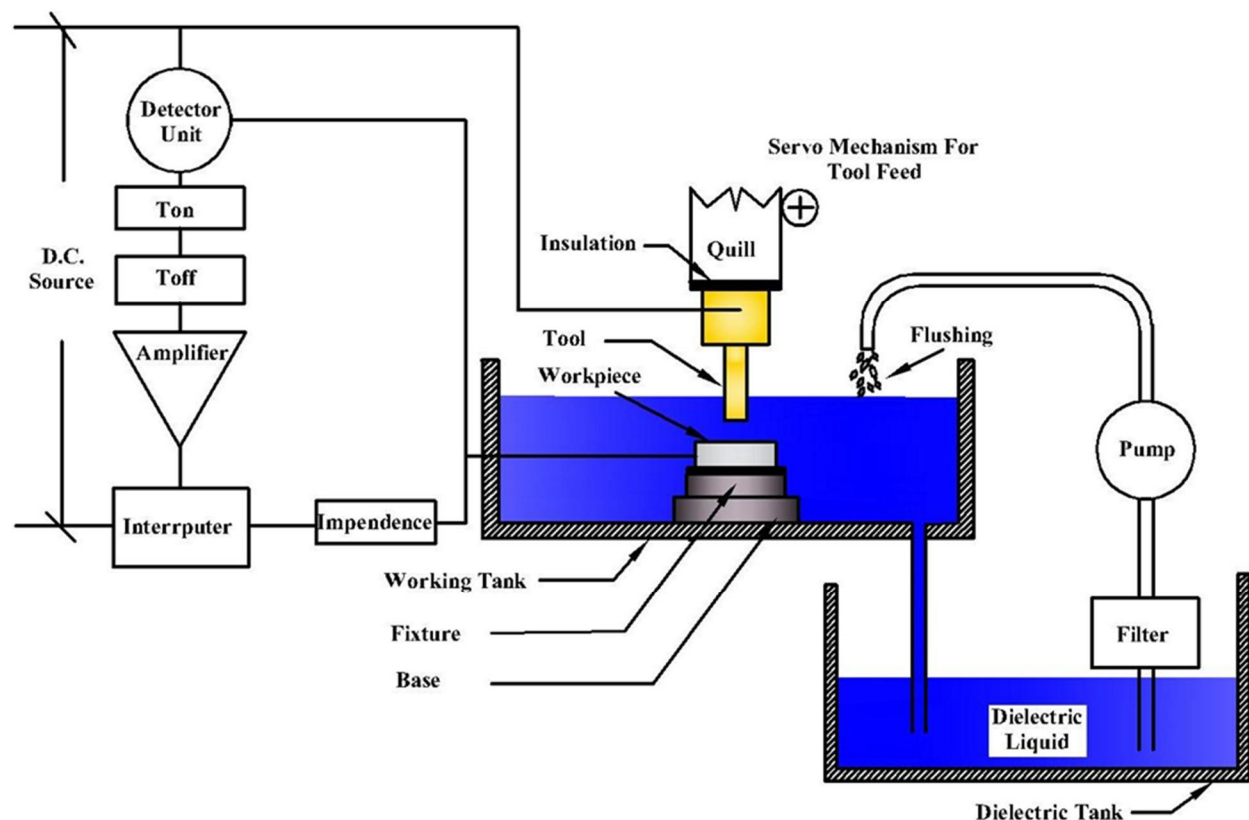 Detector
Unit
Ton
Toff
D.C.
Source
Amplifier
Interrputer
Impendence
Servo Mechanism For
Tool Feed
Insulation
Quill
Tool
Workpiece
Flushing
Pump
Working Tank
Fixture
Base
Filter
Dielectric
Liquid
Dielectric Tank